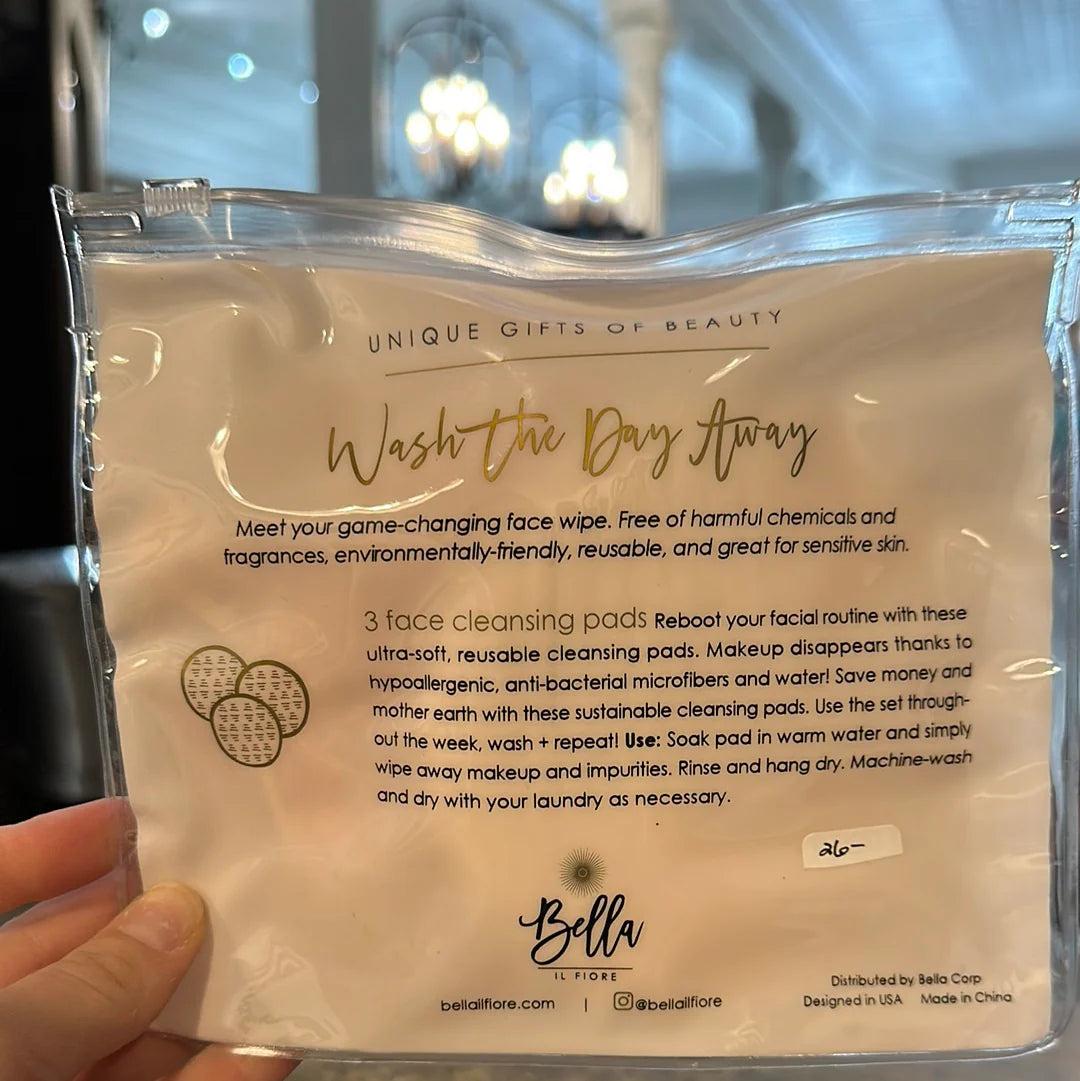 UNIQUE GIFTS OF BEAUTY
Wash the Day Away
Meet your game-changing face wipe. Free of harmful chemicals and
fragrances, environmentally-friendly, reusable, and great for sensitive skin.
3 face cleansing pads Reboot your facial routine with these
ultra-soft, reusable cleansing pads. Makeup disappears thanks to
hypoallergenic, anti-bacterial microfibers and water! Save money and
mother earth with these sustainable cleansing pads. Use the set through-
out the week, wash + repeat! Use: Soak pad in warm water and simply
wipe away makeup and impurities. Rinse and hang dry. Machine-wash
and dry with your laundry as necessary.
26-
Bella
IL FIORE
bellailfiore.com | @bellailfiore
Distributed by Bella Corp
Designed in USA Made in China